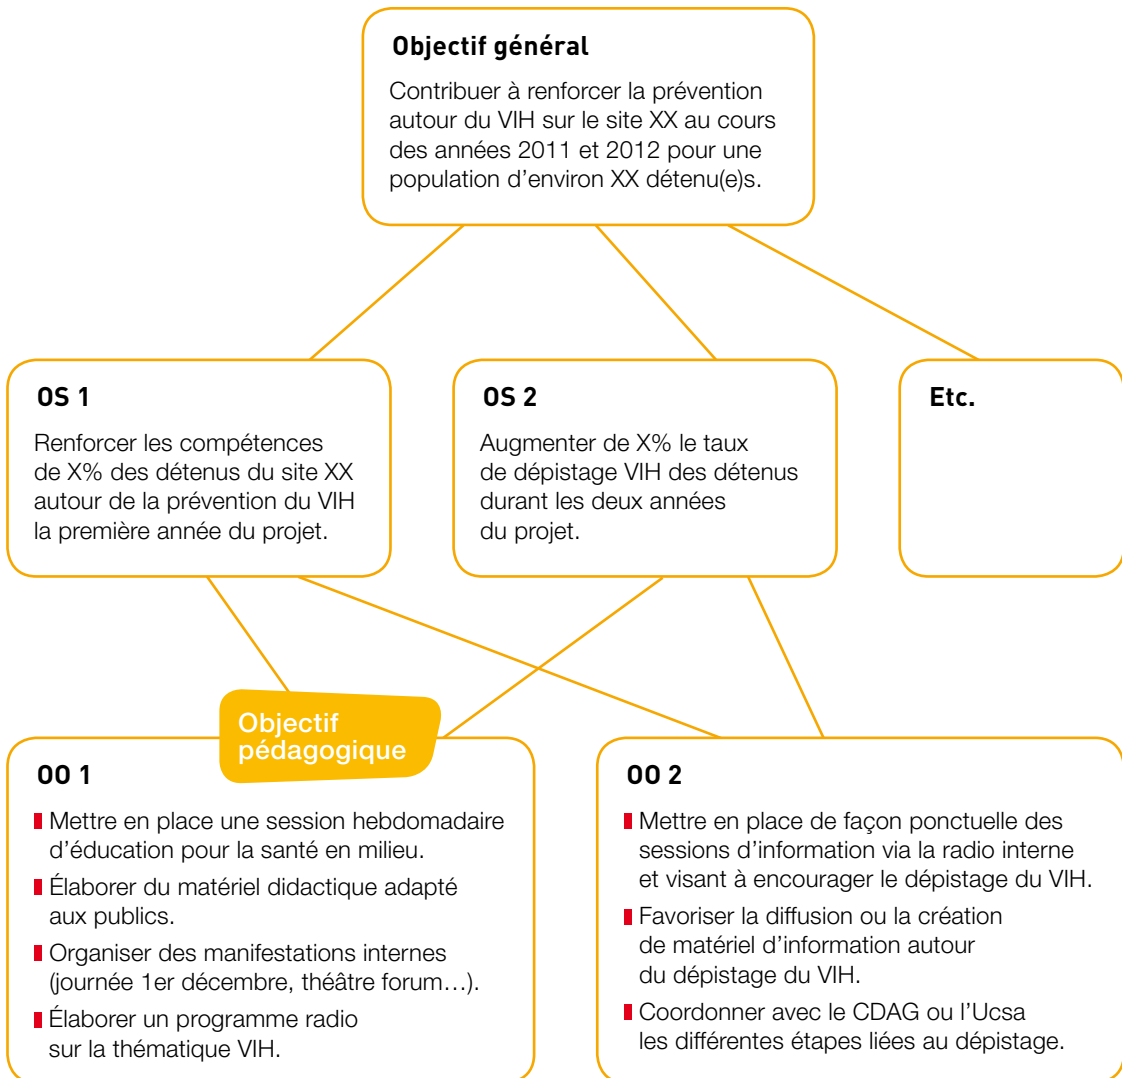 Objectif général
Contribuer à renforcer la prévention
autour du VIH sur le site XX au cours
des années 2011 et 2012 pour une
population d’environ XX détenu(e)s.
OS 1
Renforcer les compétences
de X% des détenus du site XX
autour de la prévention du VIH
la première année du projet.
OS 2
Augmenter de X% le taux
de dépistage VIH des détenus
durant les deux années
du projet.
Etc.
Objectif
pédagogique
OO 1
Mettre en place une session hebdomadaire
d’éducation pour la santé en milieu.
Élaborer du matériel didactique adapté
aux publics.
Organiser des manifestations internes
(journée 1er décembre, théâtre forum…).
Élaborer un programme radio
sur la thématique VIH.
OO 2
Mettre en place de façon ponctuelle des
sessions d’information via la radio interne
et visant à encourager le dépistage du VIH.
Favoriser la diffusion ou la création
de matériel d’information autour
du dépistage du VIH.
Coordonner avec le CDAG ou l’Ucsa
les différentes étapes liées au dépistage.